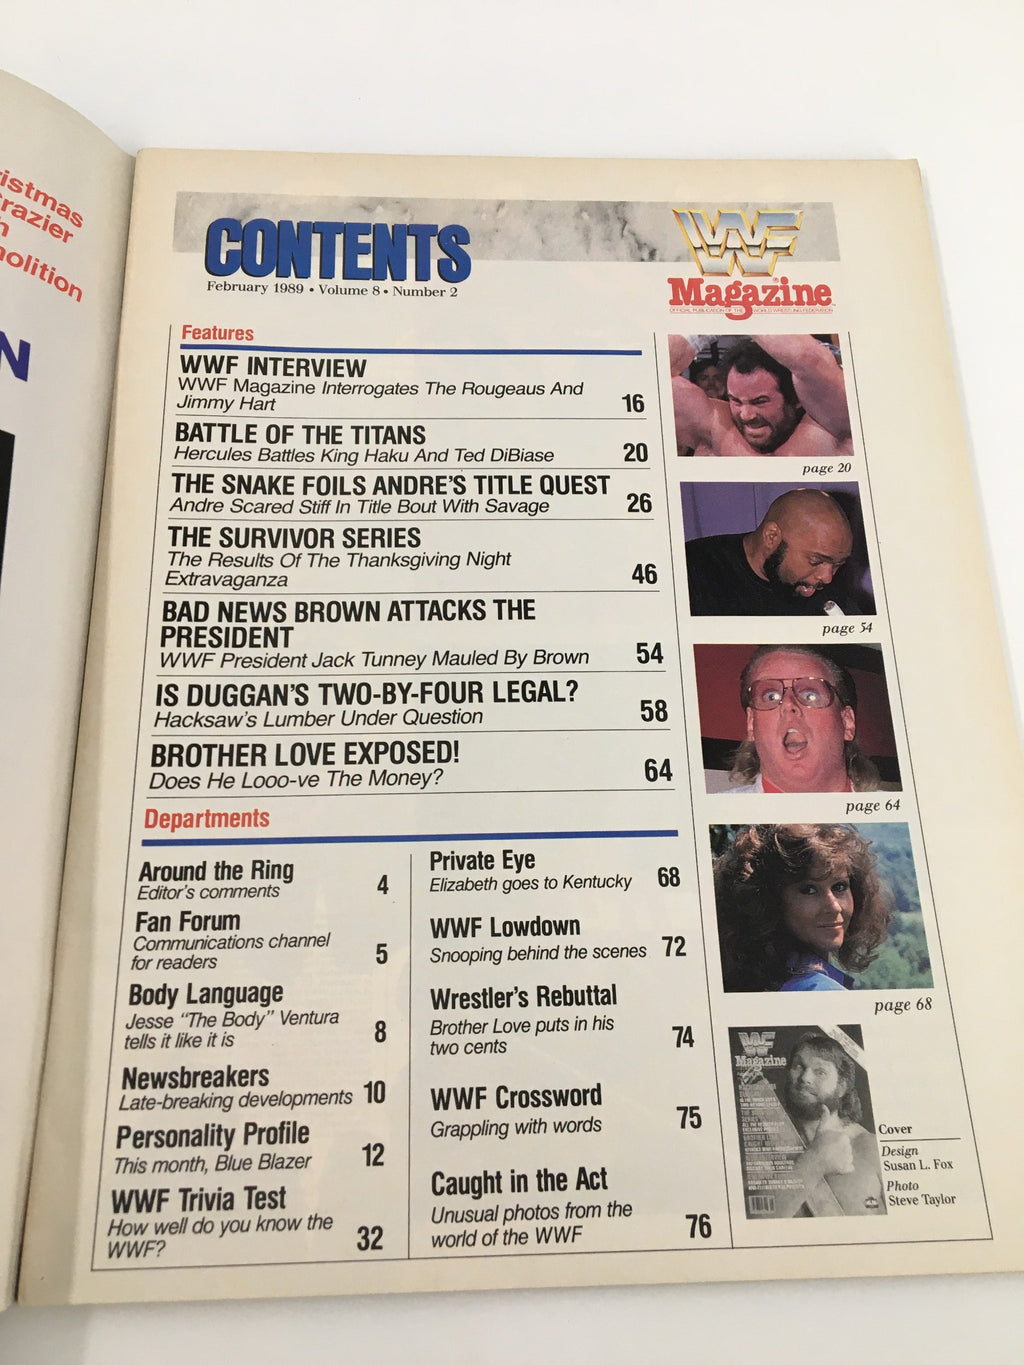 istmas
razier
h
olition
N
CONTENTS
February 1989 • Volume 8 • Number 2
WWF
Magazine
OFFICIAL PUBLICATION OF THE WORLD WRESTLING FEDERATION
Features
WWF INTERVIEW
WWF Magazine Interrogates The Rougeaus And
Jimmy Hart 16
BATTLE OF THE TITANS
Hercules Battles King Haku And Ted DiBiase 20
THE SNAKE FOILS ANDRE'S TITLE QUEST
Andre Scared Stiff In Title Bout With Savage 26
THE SURVIVOR SERIES
The Results Of The Thanksgiving Night
Extravaganza 46
BAD NEWS BROWN ATTACKS THE
PRESIDENT
WWF President Jack Tunney Mauled By Brown 54
IS DUGGAN'S TWO-BY-FOUR LEGAL?
Hacksaw's Lumber Under Question 58
BROTHER LOVE EXPOSED!
Does He Looo-ve The Money? 64
Departments
Around the Ring
Editor's comments 4
Fan Forum
Communications channel
for readers 5
Body Language
Jesse "The Body" Ventura
tells it like it is 8
Newsbreakers
Late-breaking developments 10
Personality Profile
This month, Blue Blazer 12
WWF Trivia Test
How well do you know the
WWF? 32
Private Eye
Elizabeth goes to Kentucky 68
WWF Lowdown
Snooping behind the scenes 72
Wrestler's Rebuttal
Brother Love puts in his
two cents 74
WWF Crossword
Grappling with words 75
Caught in the Act
Unusual photos from the
world of the WWF 76
page 20
page 54
page 64
page 68
WWF
Magazine
Cover
Design
Susan L. Fox
Photo
Steve Taylor